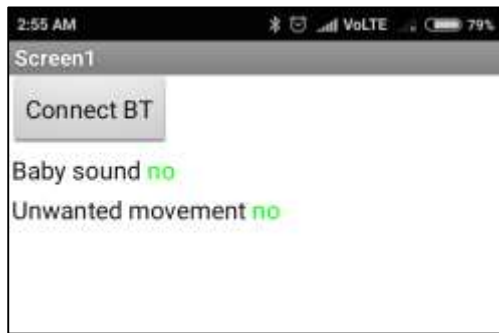 2:55 AM VoLTE 79%
Screen1
Connect BT
Baby sound no
Unwanted movement no